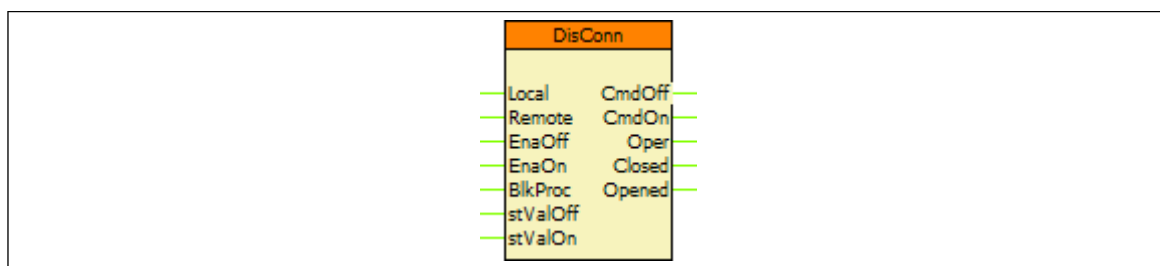 DisConn
Local CmdOff
Remote CmdOn
EnaOff Oper
EnaOn Closed
BlkProc Opened
stValOff
stValOn